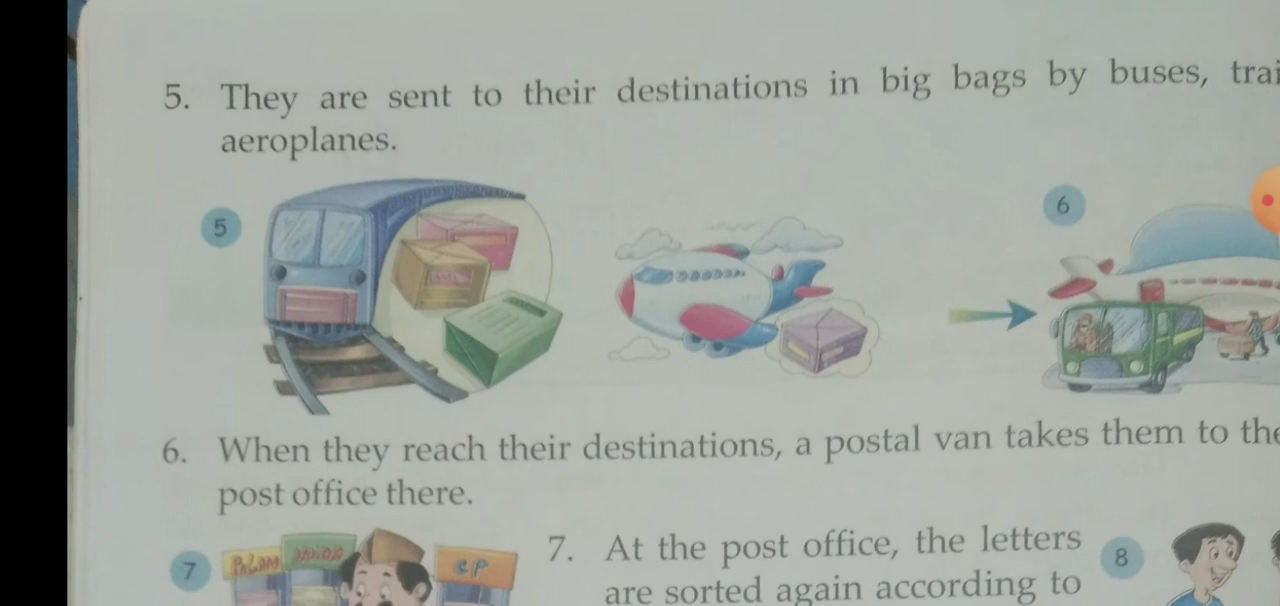 5. They are sent to their destinations in big bags by buses,
aeroplanes.
5
6
6. When they reach their destinations, a postal van takes them to
post office there.
7
PALAM
CP
7. At the post office, the letters
are sorted again according to
8